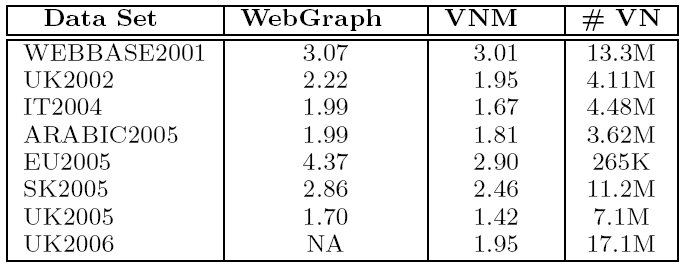 Data Set WebGraph VNM # VN
WEBBASE2001 3.07 3.01 13.3M
UK2002 2.22 1.95 4.11M
IT2004 1.99 1.67 4.48M
ARABIC2005 1.99 1.81 3.62M
EU2005 4.37 2.90 265K
SK2005 2.86 2.46 11.2M
UK2005 1.70 1.42 7.1M
UK2006 NA 1.95 17.1M